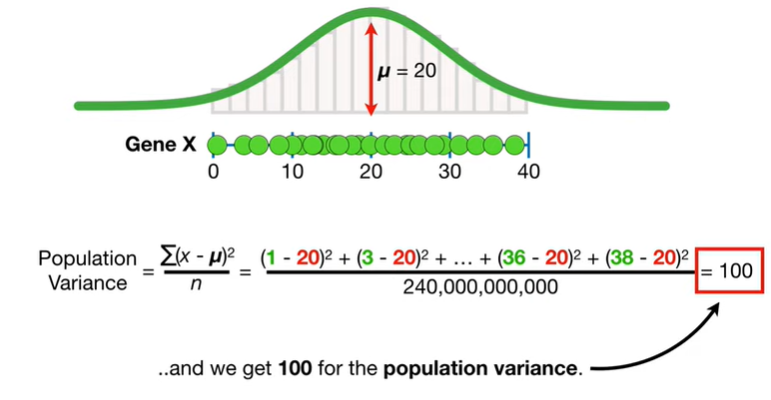 μ = 20
Gene X
0 10 20 30 40
Population Variance = ∑(x - μ)² / n = (1 - 20)² + (3 - 20)² + ... + (36 - 20)² + (38 - 20)² / 240,000,000,000 = 100
..and we get 100 for the population variance.